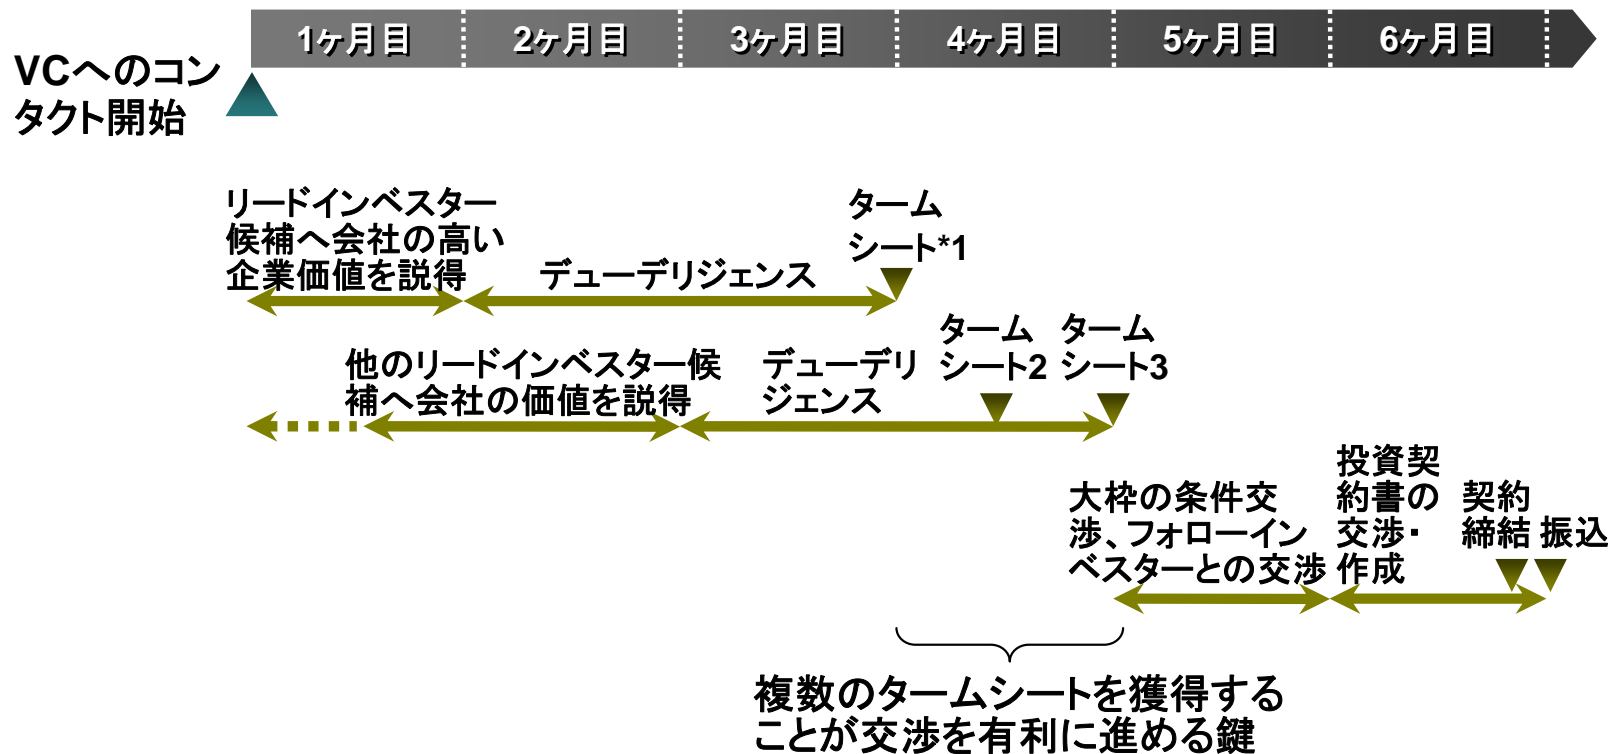 1ヶ月目
2ヶ月目
3ヶ月目
4ヶ月目
5ヶ月目
6ヶ月目
VCへのコン
タクト開始
リードインベスター
候補へ会社の高い
企業価値を説得
デューデリジェンス
ターム
シート*1
他のリードインベスター候
補へ会社の価値を説得
デューデリ
ジェンス
ターム
シート2
ターム
シート3
大枠の条件交
渉、フォローイン
ベスターとの交渉
投資契
約書の
交渉・
作成
契約
締結
振込
複数のタームシートを獲得する
ことが交渉を有利に進める鍵